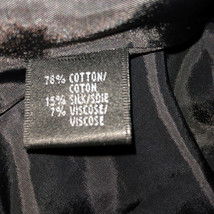 78% COTTON/
COTON
15% SILK/SOIE
7% VISCOSE/
VISCOSE